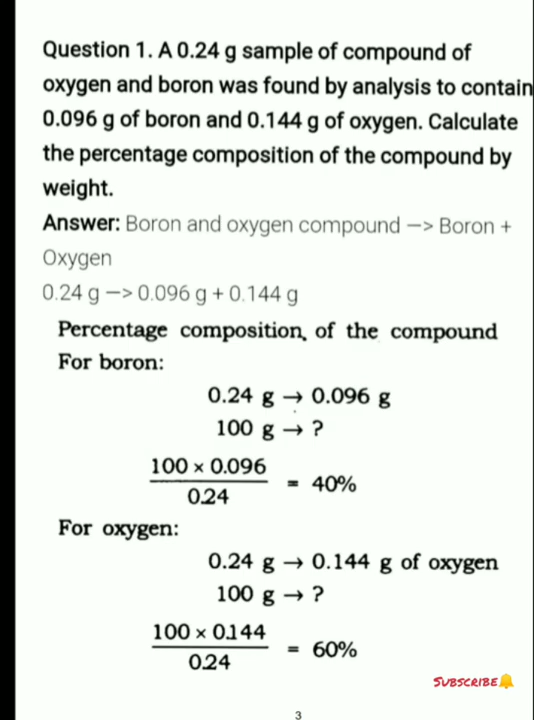 Question 1. A 0.24 g sample of compound of
oxygen and boron was found by analysis to contain
0.096 g of boron and 0.144 g of oxygen. Calculate
the percentage composition of the compound by
weight.
Answer: Boron and oxygen compound —> Boron +
Oxygen
0.24 g —> 0.096 g + 0.144 g
Percentage composition of the compound
For boron:
0.24 g → 0.096 g
100 g → ?
100 × 0.096
0.24
= 40%
For oxygen:
0.24 g → 0.144 g of oxygen
100 g → ?
100 × 0.144
0.24
= 60%
SUBSCRIBE
3